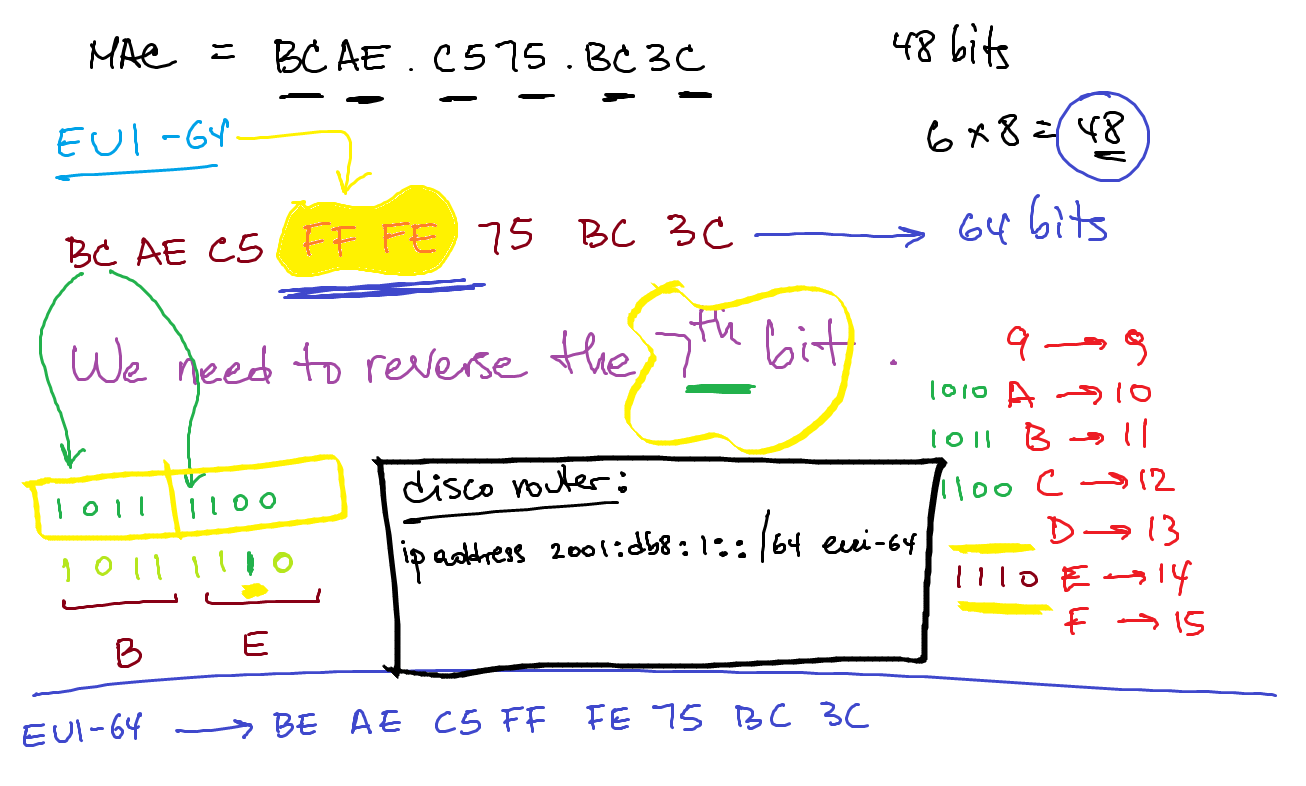 MAC = BCAE.C575.BC3C
48 bits
EUI-64
6 x 8 = 48
BC AE C5 FF FE 75 BC 3C
64 bits
We need to reverse the 7th bit.
9 → 9
1010 A → 10
1011 B → 11
1100 C → 12
D → 13
1110 E → 14
F → 15
1011 1100
1011 1110
B E
disco router:
ip address 2001:db8:1::/64 eui-64
EUI-64 → BE AE C5 FF FE 75 BC 3C